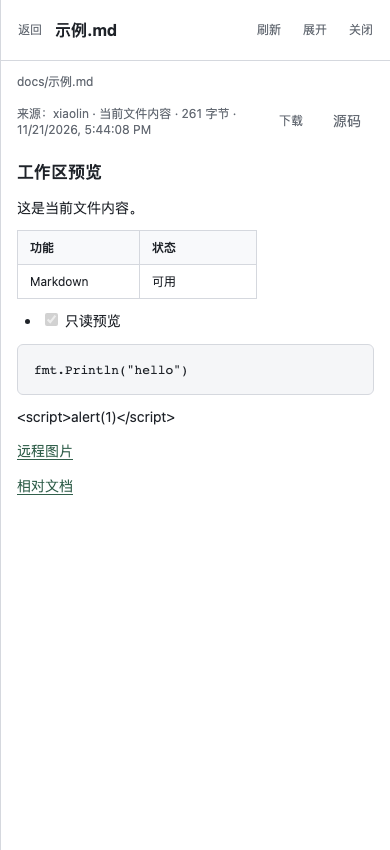 返回 示例.md 刷新 展开 关闭
docs/示例.md
来源：xiaolin · 当前文件内容 · 261 字节 ·
11/21/2026, 5:44:08 PM
下载 源码
工作区预览
这是当前文件内容。
功能 状态
Markdown 可用
只读预览
fmt.Println("hello")
<script>alert(1)</script>
远程图片
相对文档